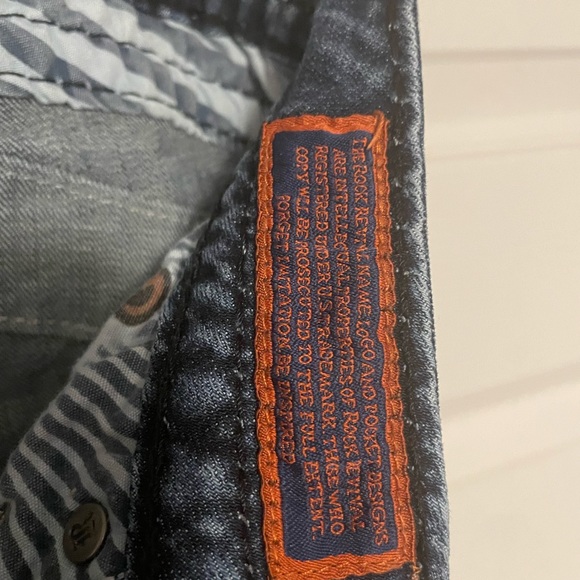 THE ROCK REVIVAL NAME, LOGO AND POCKET DESIGNS
ARE INTELLECUAL PROPERTIES OF ROCK REVIVAL
REGISTERED UNDER U.S. TRADEMARK. THOSE WHO
COPY WILL BE PROSECUTED TO THE FULL EXTENT.
FORGET IMITATION BE INSPIRED